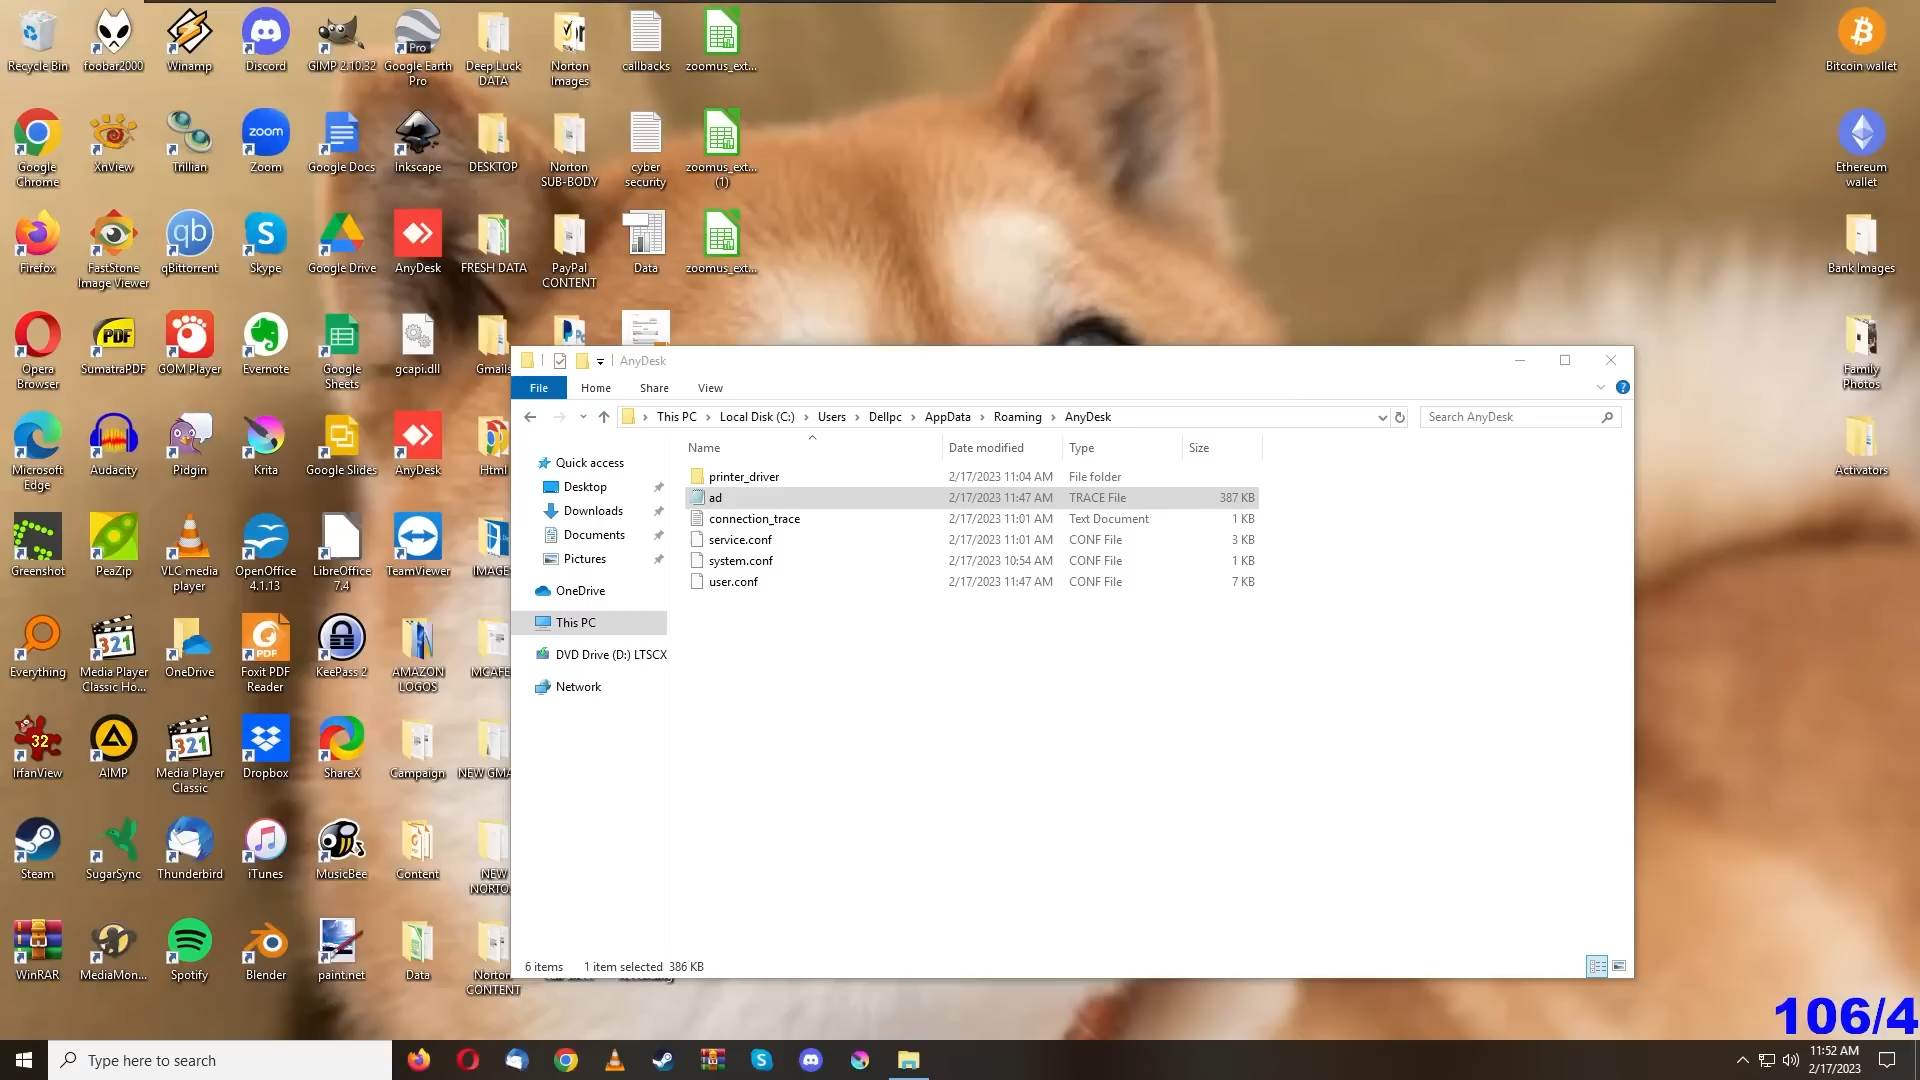 Recycle Bin
foobar2000
Winamp
Discord
GIMP 2.10.32
Google Earth
Pro
Deep Luck
DATA
Norton
Images
callbacks
zoomus_ext...
Bitcoin wallet
Google
Chrome
XnView
Trillian
Zoom
Google Docs
Inkscape
DESKTOP
Norton
SUB-BODY
cyber
security
zoomus_ext...
(1)
Ethereum
wallet
Firefox
FastStone
Image Viewer
qBittorrent
Skype
Google Drive
AnyDesk
FRESH DATA
PayPal
CONTENT
Data
zoomus_ext...
Bank Images
Opera
Browser
SumatraPDF
GOM Player
Evernote
Google
Sheets
gcapi.dll
Gmails
Family
Photos
Microsoft
Edge
Audacity
Pidgin
Krita
Google Slides
AnyDesk
Html
Activators
Greenshot
PeaZip
VLC media
player
OpenOffice
4.1.13
LibreOffice
7.4
TeamViewer
IMAGE
Everything
Media Player
Classic Ho...
OneDrive
Foxit PDF
Reader
KeePass 2
AMAZON
LOGOS
MCAFE
IrfanView
AIMP
Media Player
Classic
Dropbox
ShareX
Campaign
NEW GMA
Steam
SugarSync
Thunderbird
iTunes
MusicBee
Content
NEW
NORTO
WinRAR
MediaMon...
Spotify
Blender
paint.net
Data
Norton
CONTENT
AnyDesk
File Home Share View
This PC › Local Disk (C:) › Users › Dellpc › AppData › Roaming › AnyDesk
Search AnyDesk
Quick access
Desktop
Downloads
Documents
Pictures
OneDrive
This PC
DVD Drive (D:) LTSCX
Network
Name Date modified Type Size
printer_driver 2/17/2023 11:04 AM File folder
ad 2/17/2023 11:47 AM TRACE File 387 KB
connection_trace 2/17/2023 11:01 AM Text Document 1 KB
service.conf 2/17/2023 11:01 AM CONF File 3 KB
system.conf 2/17/2023 10:54 AM CONF File 1 KB
user.conf 2/17/2023 11:47 AM CONF File 7 KB
6 items 1 item selected 386 KB
106/4
Type here to search
11:52 AM
2/17/2023